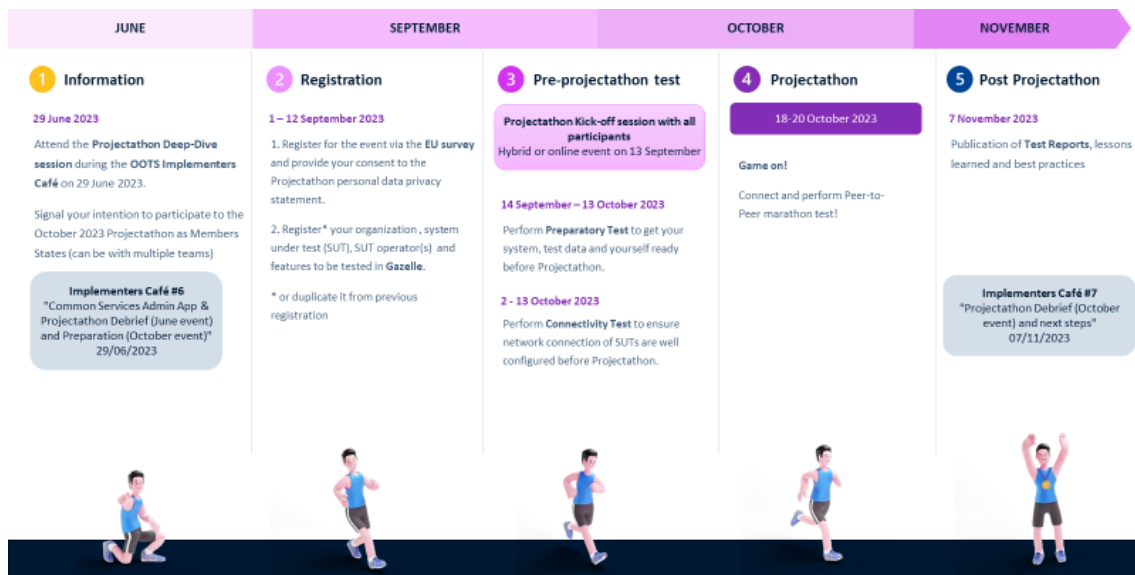 JUNE
SEPTEMBER
OCTOBER
NOVEMBER
1 Information
29 June 2023
Attend the Projectathon Deep-Dive
session during the OOTS Implementers
Café on 29 June 2023.
Signal your intention to participate to the
October 2023 Projectathon as Members
States (can be with multiple teams)
Implementers Café #6
"Common Services Admin App &
Projectathon Debrief (June event)
and Preparation (October event)"
29/06/2023
2 Registration
1 – 12 September 2023
1. Register for the event via the EU survey
and provide your consent to the
Projectathon personal data privacy
statement.
2. Register* your organization , system
under test (SUT), SUT operator(s) and
features to be tested in Gazelle.
* or duplicate it from previous
registration
3 Pre-projectathon test
Projectathon Kick-off session with all
participants
Hybrid or online event on 13 September
14 September – 13 October 2023
Perform Preparatory Test to get your
system, test data and yourself ready
before Projectathon.
2 - 13 October 2023
Perform Connectivity Test to ensure
network connection of SUTs are well
configured before Projectathon.
4 Projectathon
18-20 October 2023
Game on!
Connect and perform Peer-to-
Peer marathon test!
5 Post Projectathon
7 November 2023
Publication of Test Reports, lessons
learned and best practices
Implementers Café #7
"Projectathon Debrief (October
event) and next steps"
07/11/2023